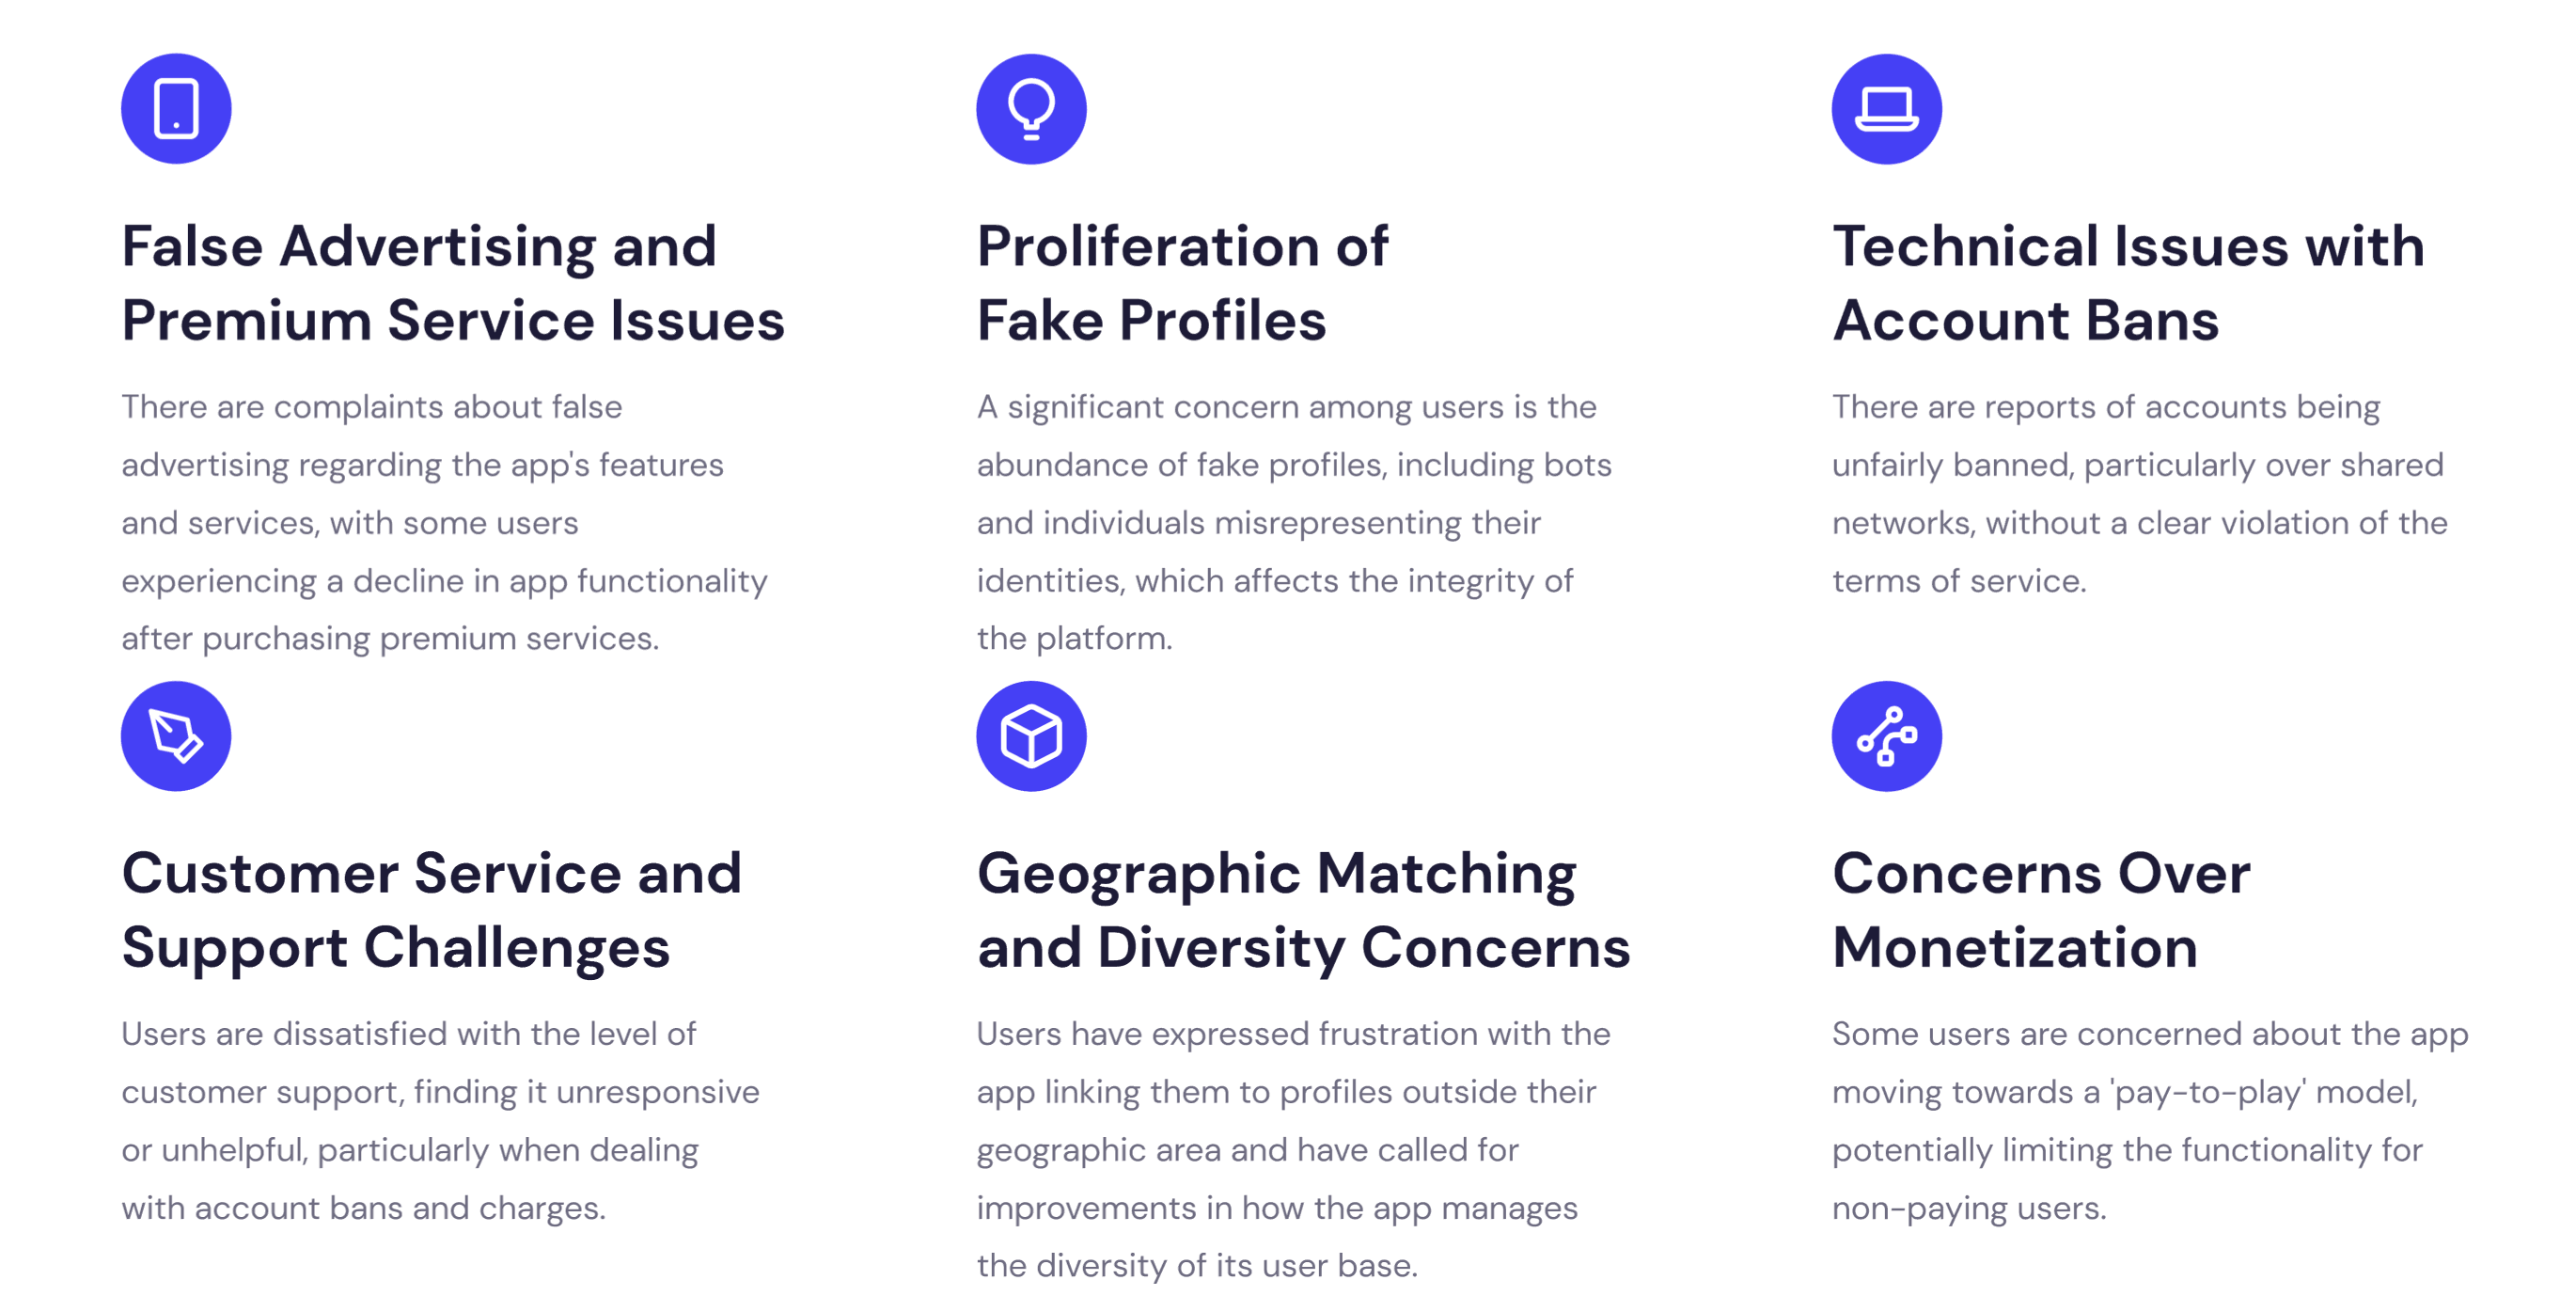 False Advertising and
Premium Service Issues
There are complaints about false
advertising regarding the app's features
and services, with some users
experiencing a decline in app functionality
after purchasing premium services.
Proliferation of
Fake Profiles
A significant concern among users is the
abundance of fake profiles, including bots
and individuals misrepresenting their
identities, which affects the integrity of
the platform.
Technical Issues with
Account Bans
There are reports of accounts being
unfairly banned, particularly over shared
networks, without a clear violation of the
terms of service.
Customer Service and
Support Challenges
Users are dissatisfied with the level of
customer support, finding it unresponsive
or unhelpful, particularly when dealing
with account bans and charges.
Geographic Matching
and Diversity Concerns
Users have expressed frustration with the
app linking them to profiles outside their
geographic area and have called for
improvements in how the app manages
the diversity of its user base.
Concerns Over
Monetization
Some users are concerned about the app
moving towards a 'pay-to-play' model,
potentially limiting the functionality for
non-paying users.